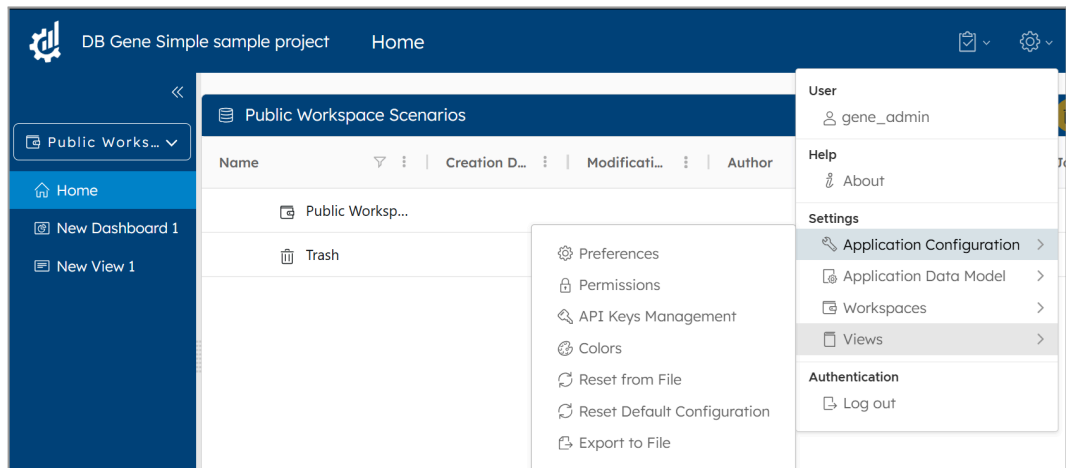 DB Gene Simple sample project
Home
Public Works...
Home
New Dashboard 1
New View 1
Public Workspace Scenarios
Name
Creation D...
Modificati...
Author
Public Worksp...
Trash
Preferences
Permissions
API Keys Management
Colors
Reset from File
Reset Default Configuration
Export to File
User
gene_admin
Help
About
Settings
Application Configuration
Application Data Model
Workspaces
Views
Authentication
Log out